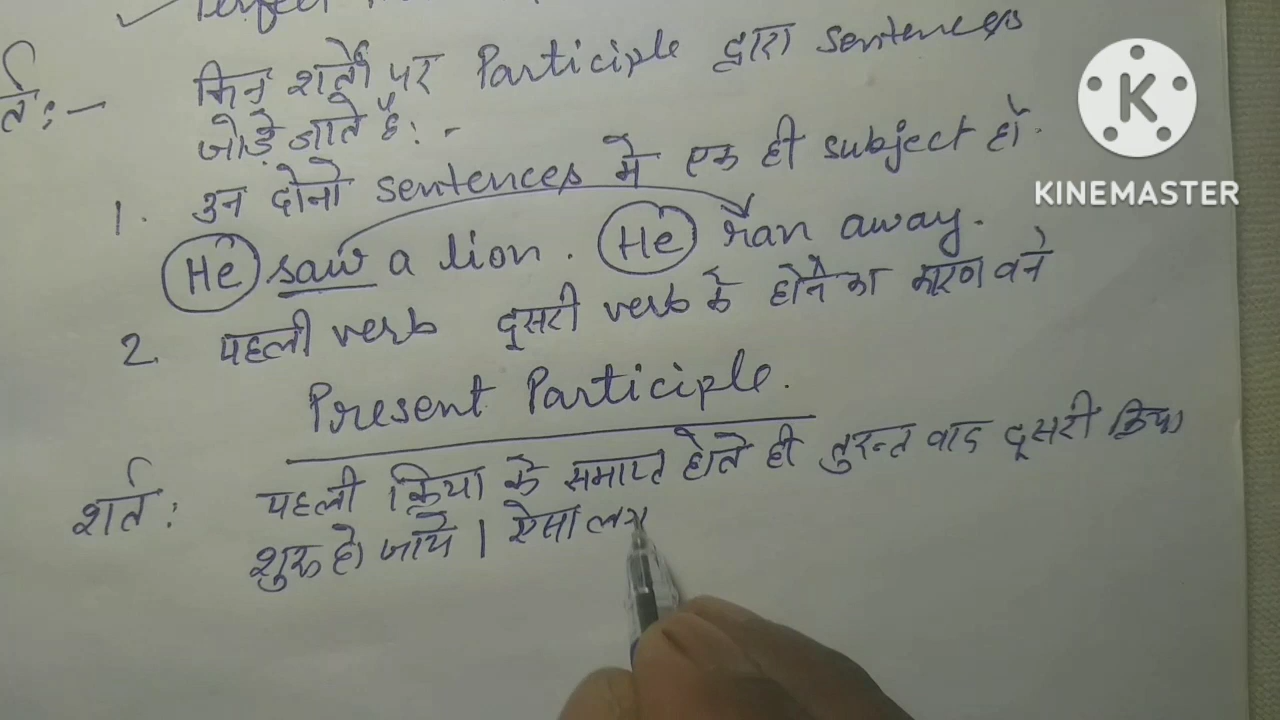 Perfect
र्त:- किन शर्तों पर Participle द्वारा sentences
जोड़े जाते है: -
1. उन दोनो sentences मे एक ही subject हो.
He saw a lion. He ran away.
2. पहली verb दूसरी verb के होने का कारण बने
Present Participle.
शर्त: पहली क्रिया के समाप्त होते ही तुरन्त बाद दूसरी क्रिया
शुरू हो जाये। ऐसा लग
K
KINEMASTER